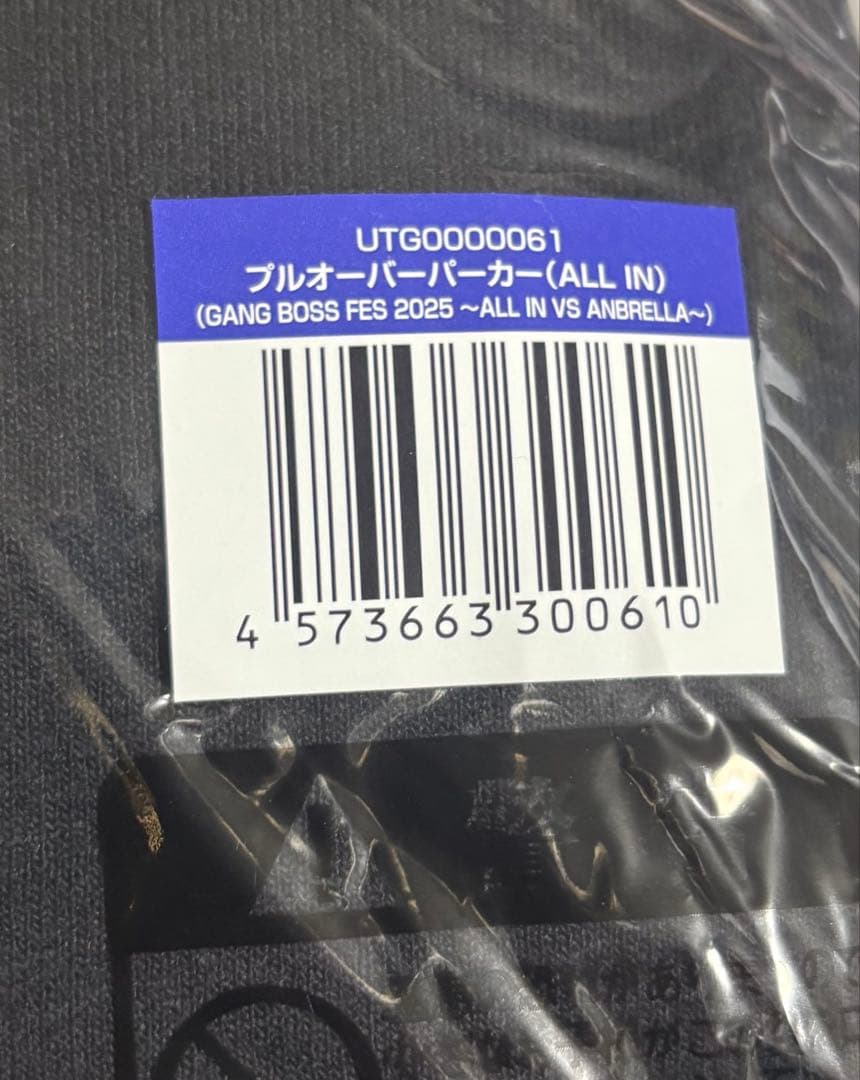 UTG0000061
プルオーバーパーカー(ALL IN)
(GANG BOSS FES 2025 ～ALL IN VS ANBRELLA～)
4 573663 300610